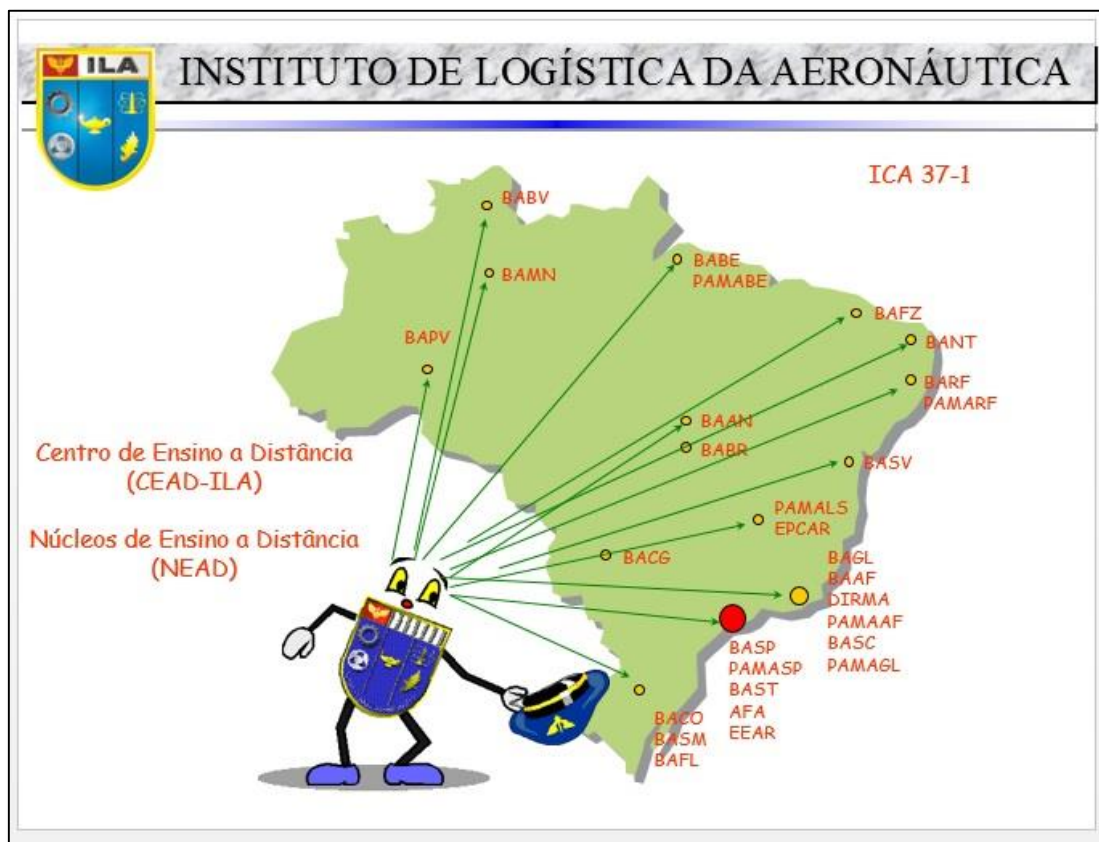 ILA
INSTITUTO DE LOGÍSTICA DA AERONÁUTICA
ICA 37-1
BABV
BAMN
BABE
PAMABE
BAPV
BAFZ
BANT
BARF
PAMARF
BAAN
BABR
BASV
Centro de Ensino a Distância
(CEAD-ILA)
Núcleos de Ensino a Distância
(NEAD)
PAMALS
EPCAR
BACG
BAGL
BAAF
DIRMA
PAMAAF
BASC
PAMAGL
BASP
PAMASP
BAST
AFA
EEAR
BACO
BASM
BAFL